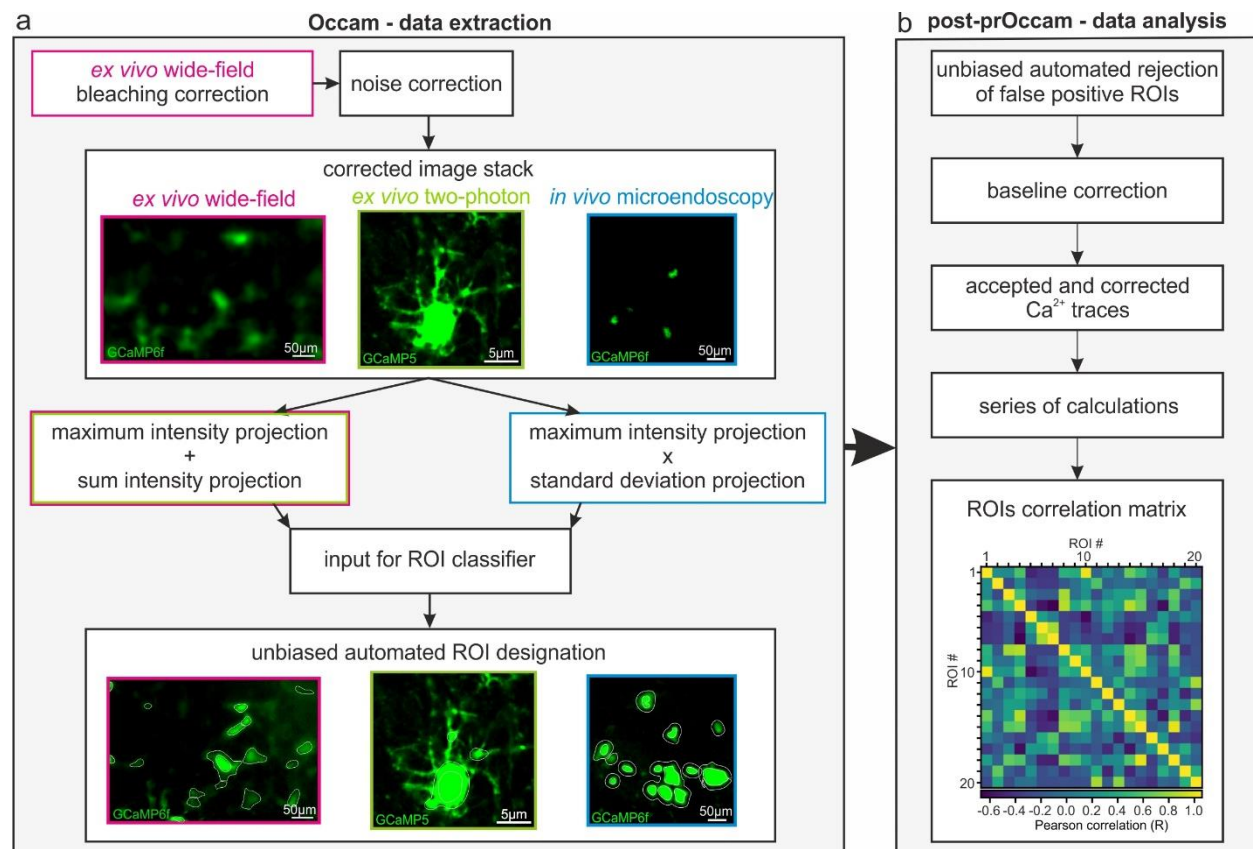 a
Occam - data extraction
ex vivo wide-field
bleaching correction
noise correction
corrected image stack
ex vivo wide-field
ex vivo two-photon
in vivo microendoscopy
GCaMP6f
50µm
GCaMP5
5µm
GCaMP6f
50µm
maximum intensity projection
+
sum intensity projection
maximum intensity projection
x
standard deviation projection
input for ROI classifier
unbiased automated ROI designation
GCaMP6f
50µm
GCaMP5
5µm
GCaMP6f
50µm
b
post-prOccam - data analysis
unbiased automated rejection
of false positive ROIs
baseline correction
accepted and corrected
Ca²⁺ traces
series of calculations
ROIs correlation matrix
ROI #
1 10 20
1
ROI #
10
20
-0.6 -0.4 -0.2 0.0 0.2 0.4 0.6 0.8 1.0
Pearson correlation (R)